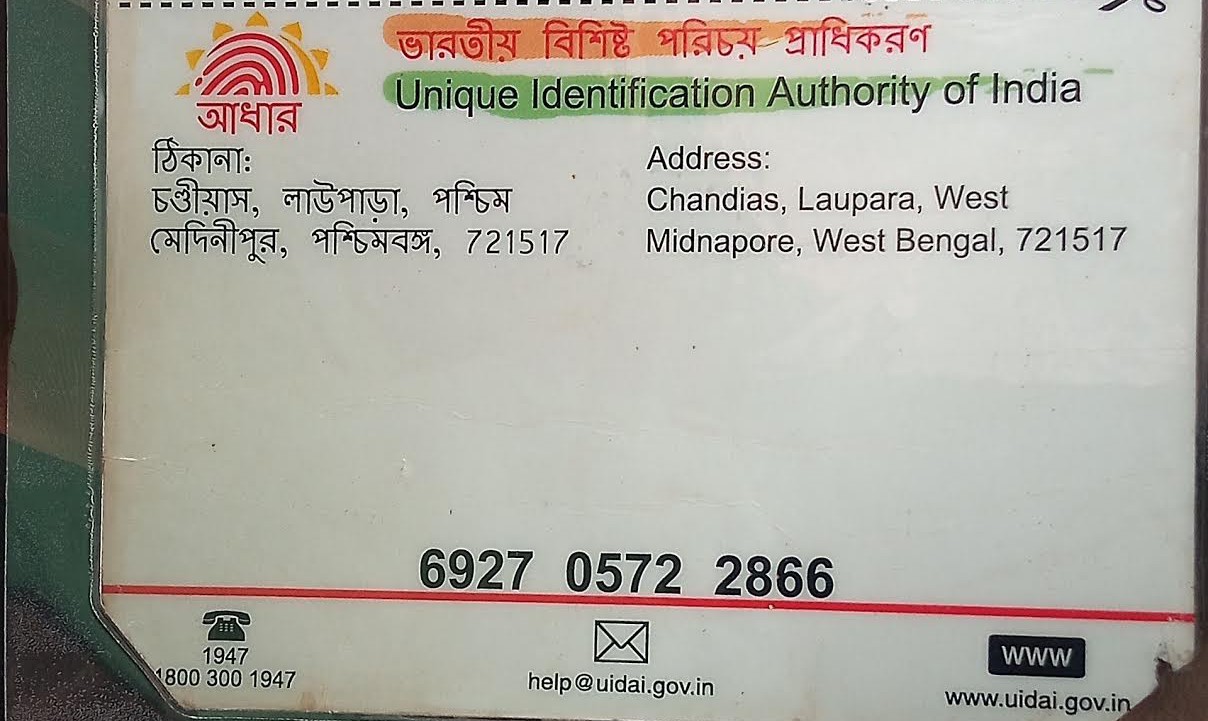 ভারতীয় বিশিষ্ট পরিচয় প্রাধিকরণ
Unique Identification Authority of India
আধার
ঠিকানা:
চণ্ডীয়াস, লাউপাড়া, পশ্চিম
মেদিনীপুর, পশ্চিমবঙ্গ, 721517
Address:
Chandias, Laupara, West
Midnapore, West Bengal, 721517
6927 0572 2866
1947
1800 300 1947
help@uidai.gov.in
www
www.uidai.gov.in